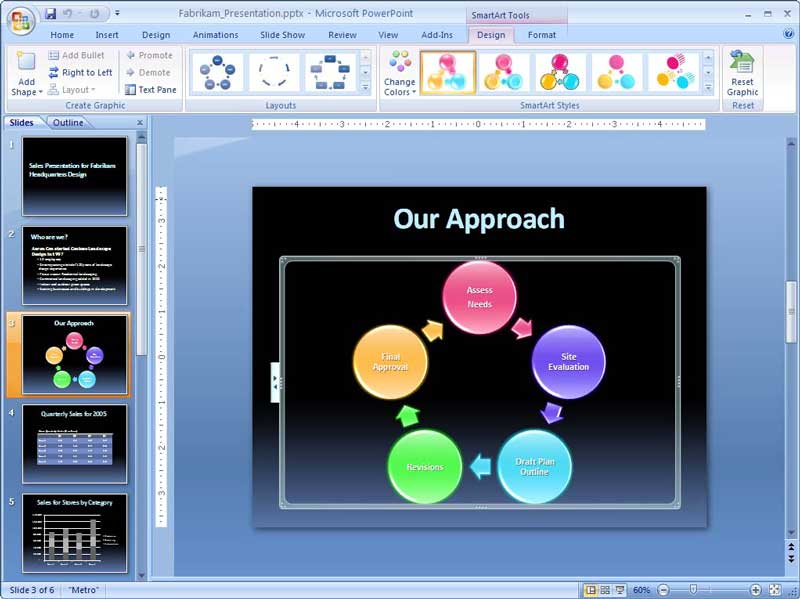 Fabrikam_Presentation.pptx - Microsoft PowerPoint
SmartArt Tools
Home Insert Design Animations Slide Show Review View Add-Ins Design Format
Add Shape
Add Bullet
Right to Left
Layout
Promote
Demote
Text Pane
Change Colors
Reset Graphic
Create Graphic
Layouts
SmartArt Styles
Reset
Slides Outline
1
Sales Presentation for Fabrikam
Headquarters Design
2
Who are we?
3
Our Approach
4
Quarterly Sales for 2005
5
Sales for Stores by Category
Our Approach
Assess
Needs
Site
Evaluation
Draft Plan
Outline
Revisions
Final
Approval
Slide 3 of 6 "Metro" 60%